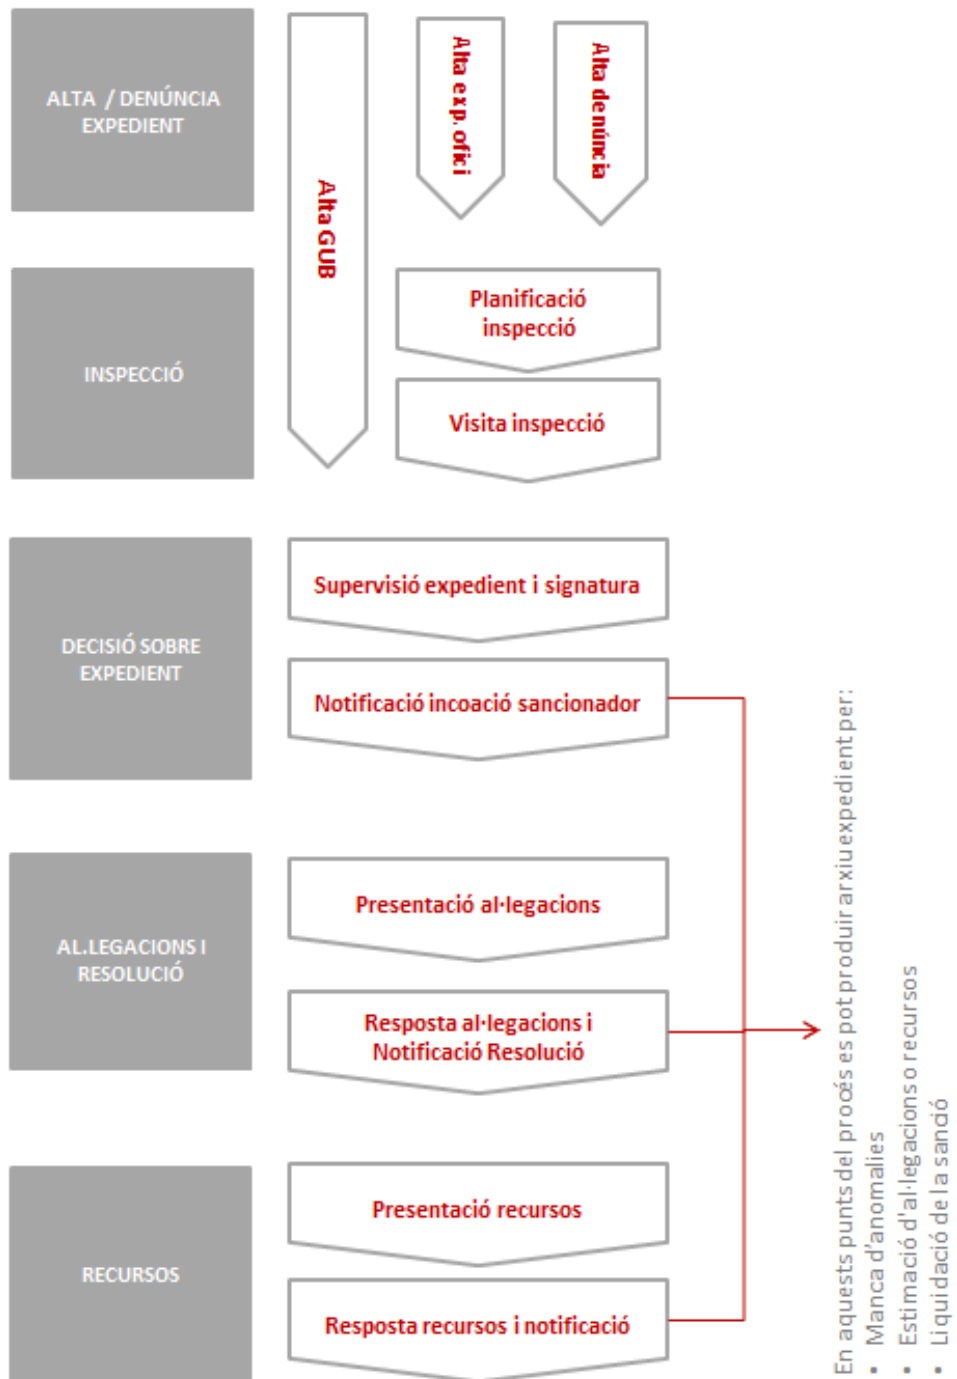 ALTA / DENÚNCIA
EXPEDIENT
Alta GUB
Alta exp. ofici
Alta denúncia
INSPECCIÓ
Planificació
inspecció
Visita inspecció
DECISIÓ SOBRE
EXPEDIENT
Supervisió expedient i signatura
Notificació incoació sancionador
AL.LEGACIONS I
RESOLUCIÓ
Presentació al·legacions
Resposta al·legacions i
Notificació Resolució
RECURSOS
Presentació recursos
Resposta recursos i notificació
En aquests punts del procés es pot produir arxiu expedient per:
• Manca d'anomalies
• Estimació d'al·legacions o recursos
• Liquidació de la sanció